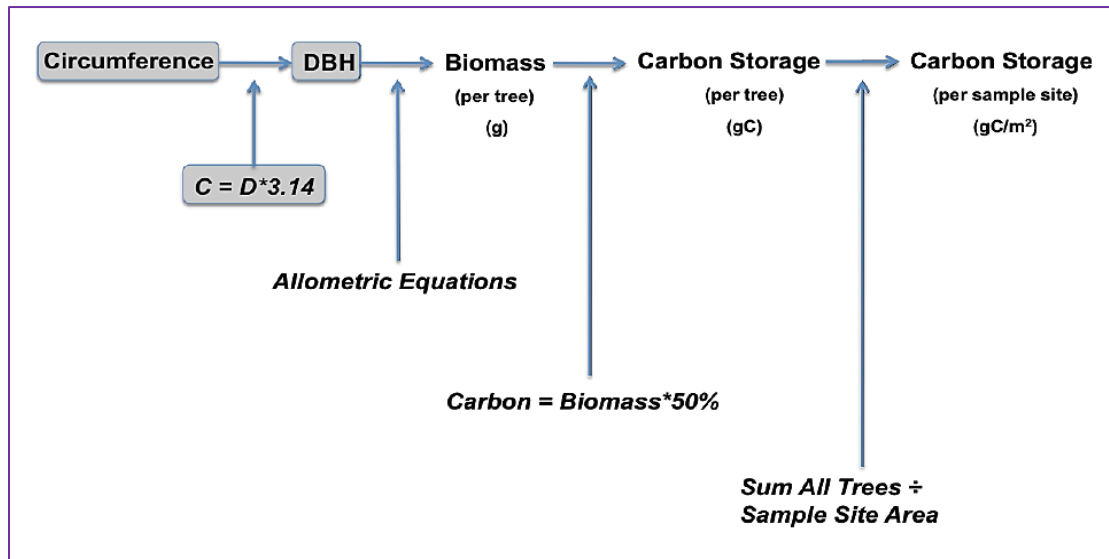 Circumference
DBH
Biomass
(per tree)
(g)
Carbon Storage
(per tree)
(gC)
Carbon Storage
(per sample site)
(gC/m²)
C = D*3.14
Allometric Equations
Carbon = Biomass*50%
Sum All Trees ÷
Sample Site Area